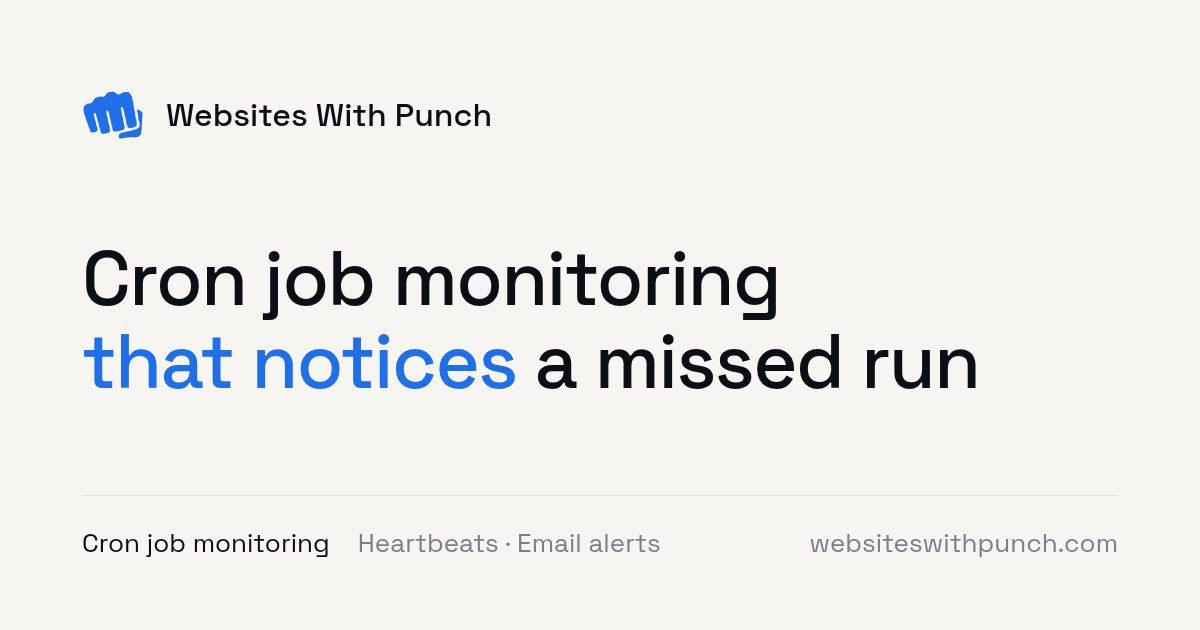 Websites With Punch
Cron job monitoring
that notices a missed run
Cron job monitoring Heartbeats · Email alerts websiteswithpunch.com